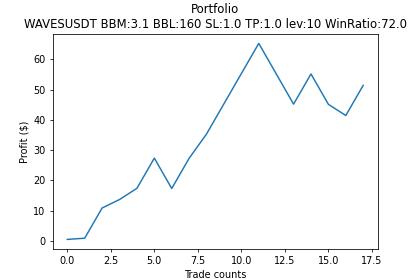 Portfolio
WAVESUSDT BBM:3.1 BBL:160 SL:1.0 TP:1.0 lev:10 WinRatio:72.0
60
50
40
30
20
10
0
Profit ($)
0.0 2.5 5.0 7.5 10.0 12.5 15.0 17.5
Trade counts